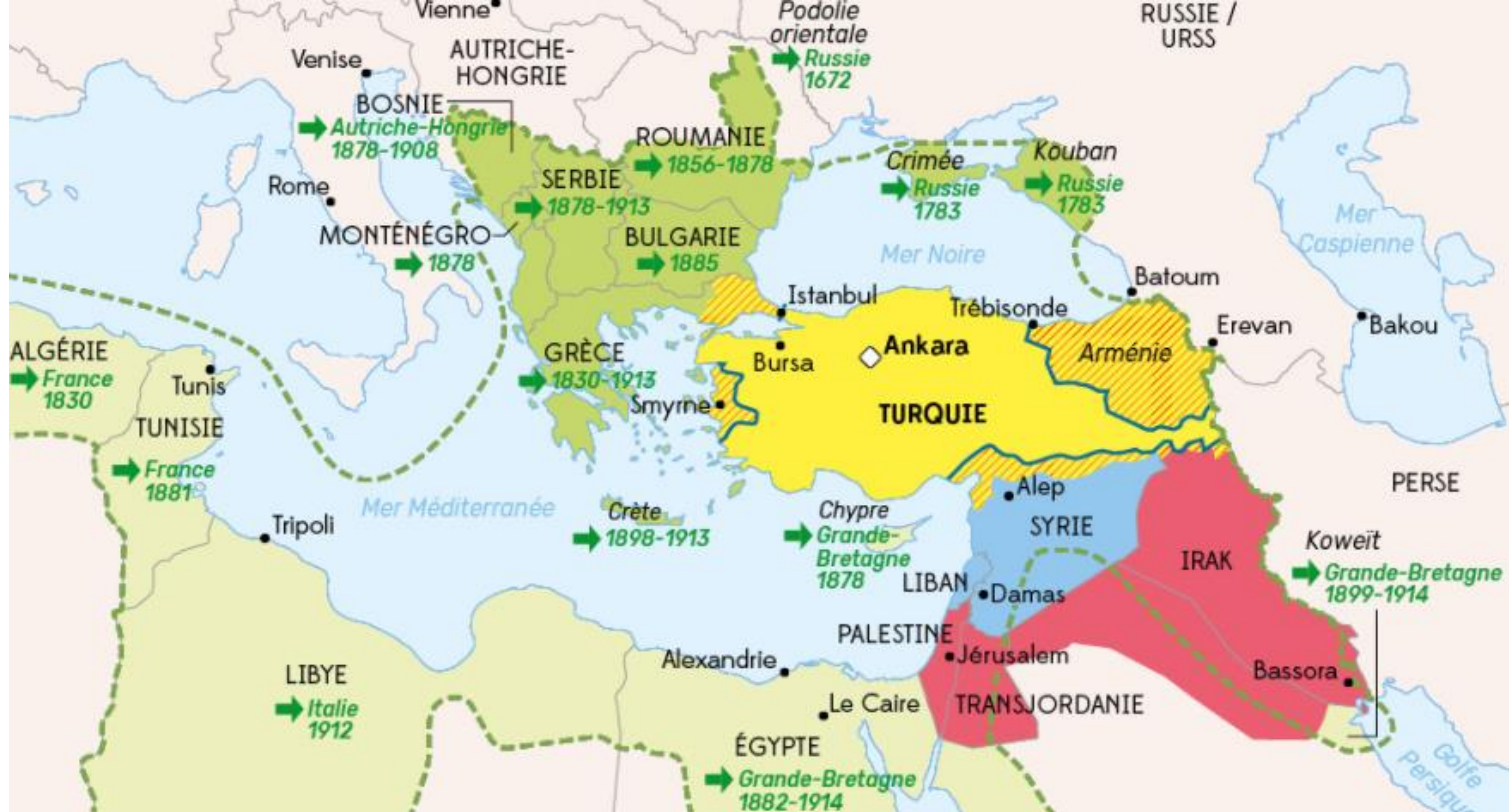 Vienne
Podolie
orientale
Russie
1672
RUSSIE /
URSS
AUTRICHE-
HONGRIE
Venise
BOSNIE
Autriche-Hongrie
1878-1908
ROUMANIE
1856-1878
Crimée
Russie
1783
Kouban
Russie
1783
Rome
SERBIE
1878-1913
MONTÉNÉGRO
1878
BULGARIE
1885
Mer Noire
Mer
Caspienne
Batoum
Istanbul
Trébisonde
Erevan
Bakou
ALGÉRIE
France
1830
Tunis
GRÈCE
1830-1913
Bursa
Ankara
Arménie
TUNISIE
France
1881
Smyrne
TURQUIE
Mer Méditerranée
Tripoli
Crète
1898-1913
Chypre
Grande-
Bretagne
1878
Alep
SYRIE
PERSE
IRAK
Koweït
Grande-Bretagne
1899-1914
LIBAN
Damas
PALESTINE
Jérusalem
Alexandrie
Bassora
LIBYE
Italie
1912
Le Caire
TRANSJORDANIE
ÉGYPTE
Grande-Bretagne
1882-1914
Golfe
Persiqu